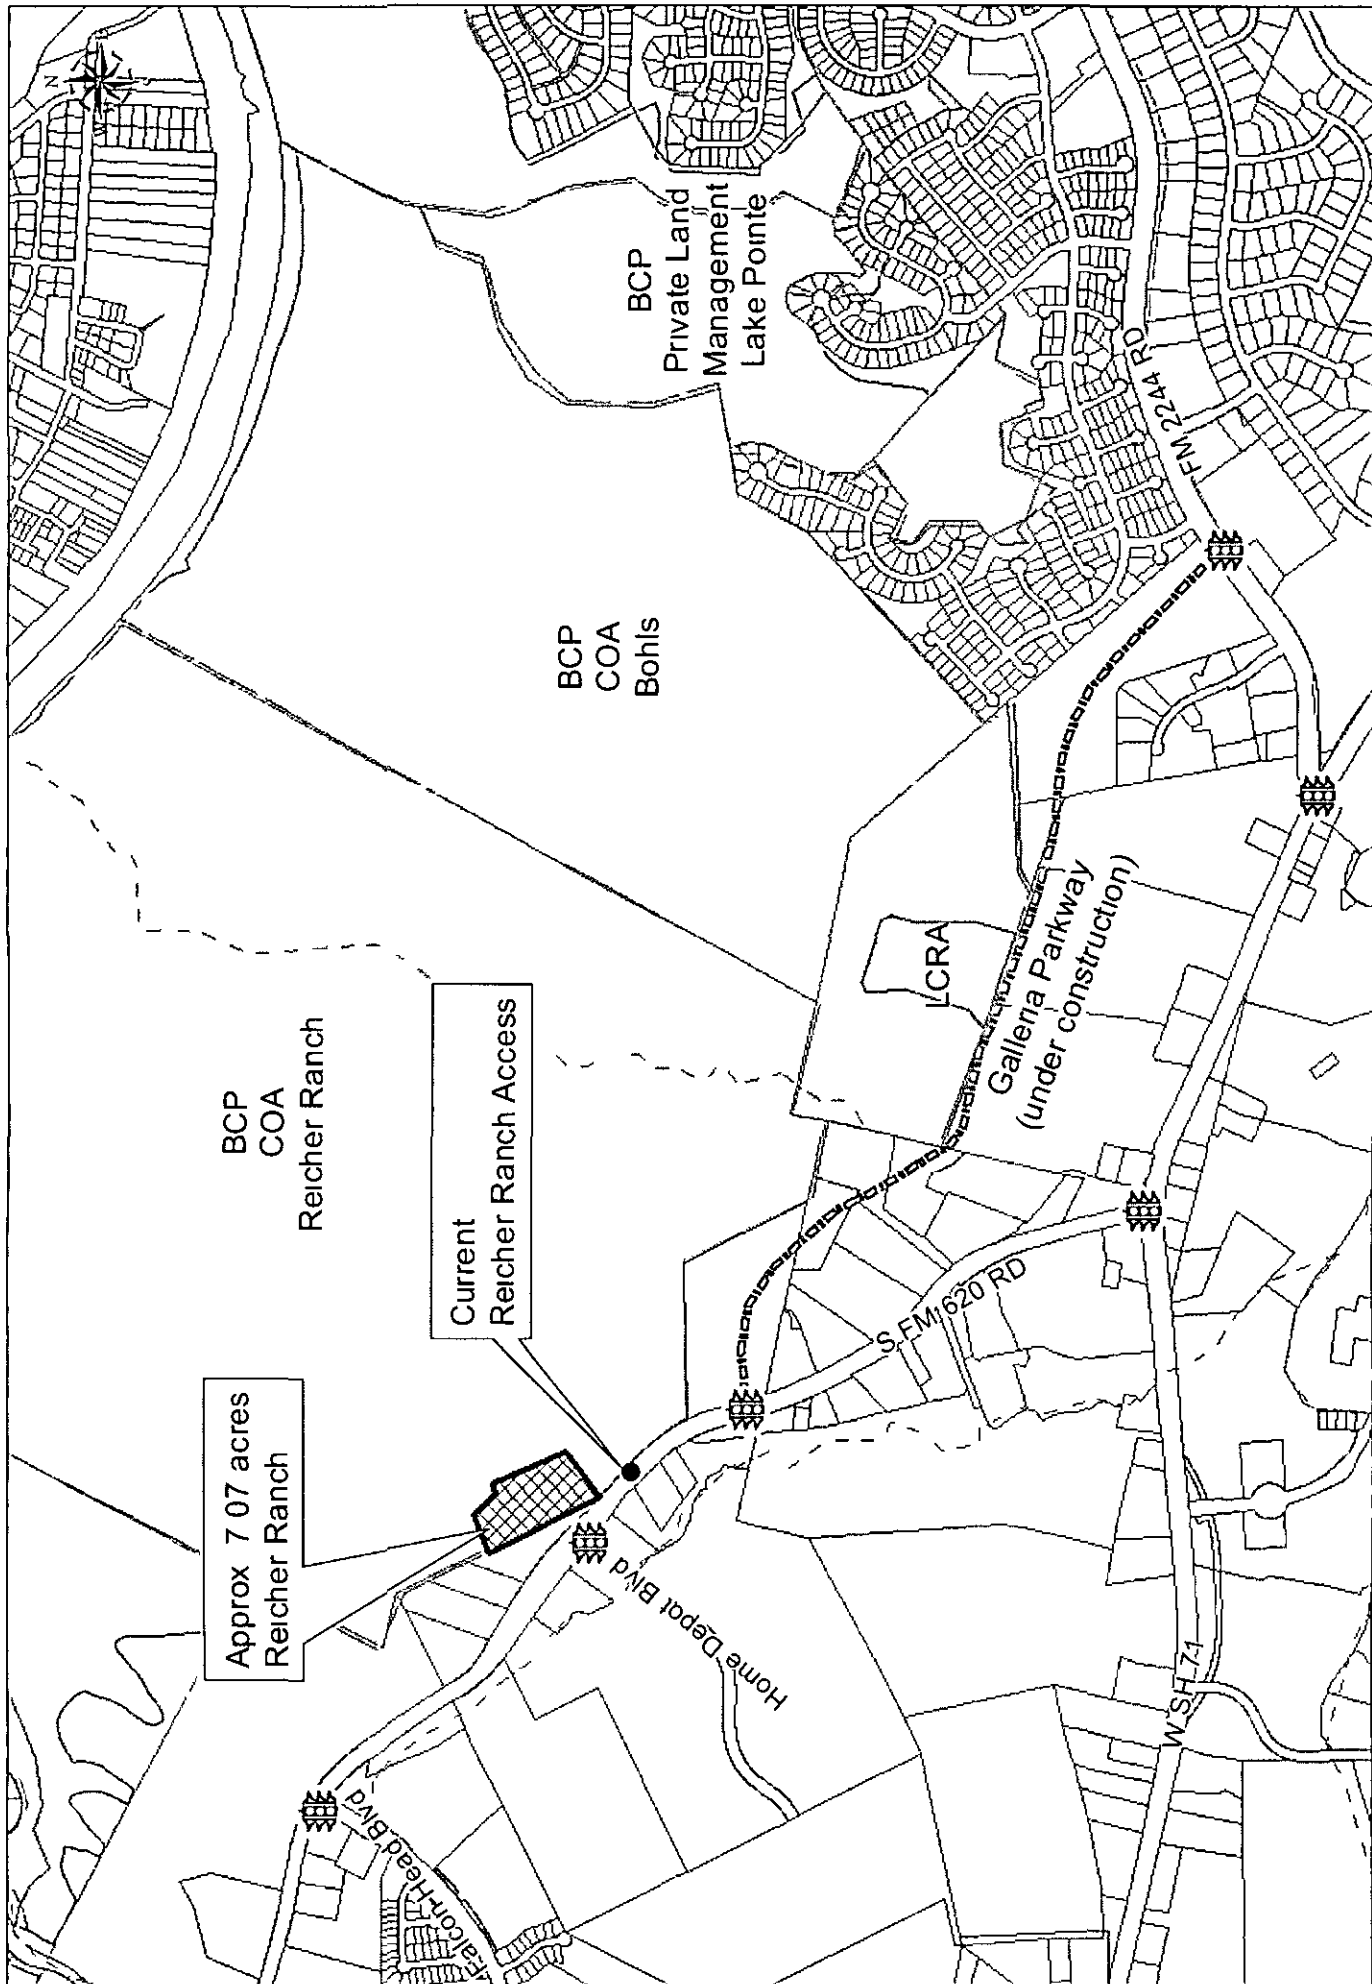 N
BCP
Private Land
Management
Lake Pointe
FM 2244 RD
BCP
COA
Bohls
BCP
COA
Reicher Ranch
Current
Reicher Ranch Access
LCRA
Galleria Parkway
(under construction)
S FM 620 RD
Approx 7 07 acres
Reicher Ranch
Home Depot Blvd
W SH 71
Falcon-Head Blvd